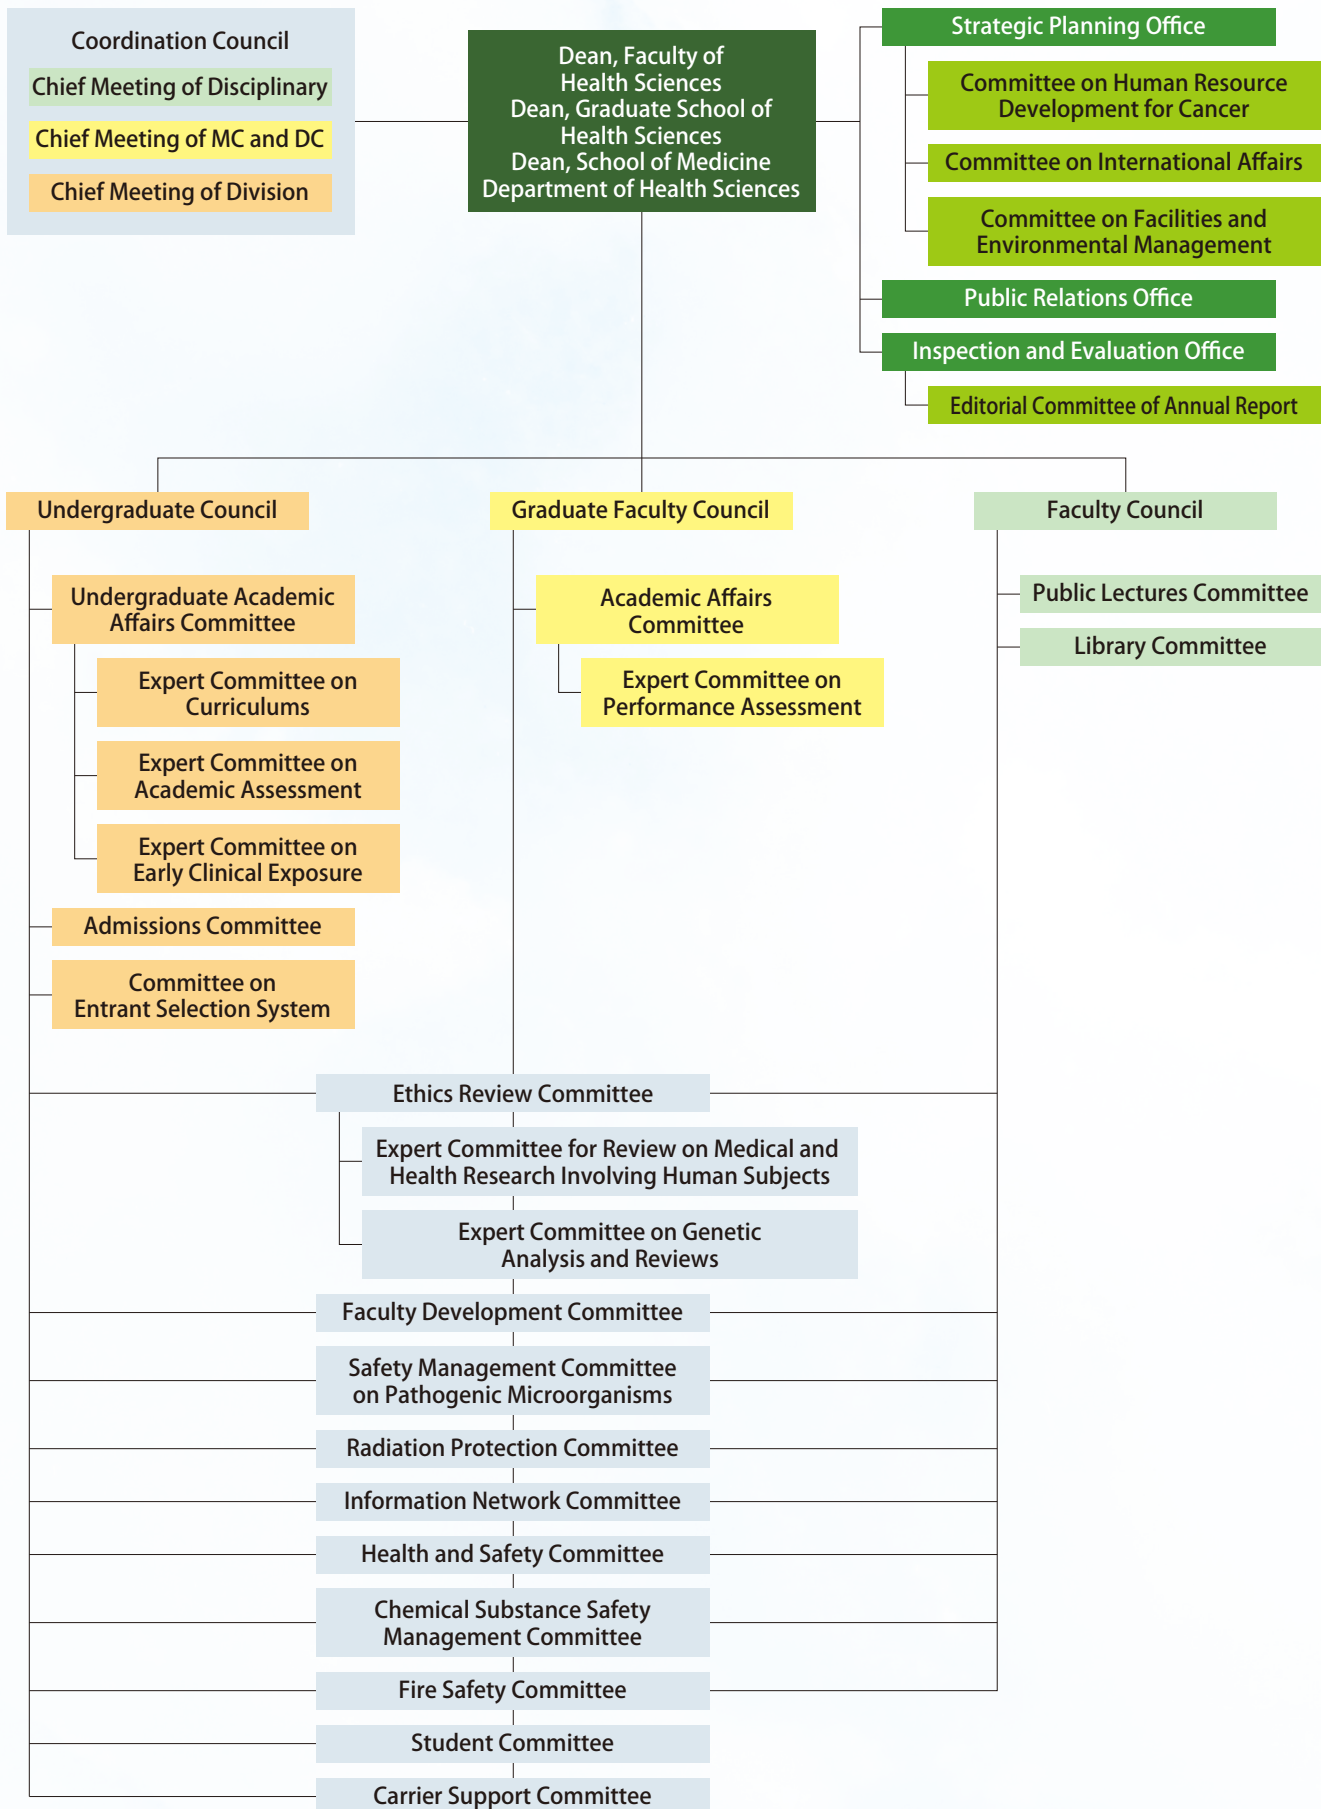 Coordination Council
Chief Meeting of Disciplinary
Chief Meeting of MC and DC
Chief Meeting of Division
Dean, Faculty of
Health Sciences
Dean, Graduate School of
Health Sciences
Dean, School of Medicine
Department of Health Sciences
Strategic Planning Office
Committee on Human Resource
Development for Cancer
Committee on International Affairs
Committee on Facilities and
Environmental Management
Public Relations Office
Inspection and Evaluation Office
Editorial Committee of Annual Report
Undergraduate Council
Undergraduate Academic
Affairs Committee
Expert Committee on
Curriculums
Expert Committee on
Academic Assessment
Expert Committee on
Early Clinical Exposure
Admissions Committee
Committee on
Entrant Selection System
Graduate Faculty Council
Academic Affairs
Committee
Expert Committee on
Performance Assessment
Faculty Council
Public Lectures Committee
Library Committee
Ethics Review Committee
Expert Committee for Review on Medical and
Health Research Involving Human Subjects
Expert Committee on Genetic
Analysis and Reviews
Faculty Development Committee
Safety Management Committee
on Pathogenic Microorganisms
Radiation Protection Committee
Information Network Committee
Health and Safety Committee
Chemical Substance Safety
Management Committee
Fire Safety Committee
Student Committee
Carrier Support Committee